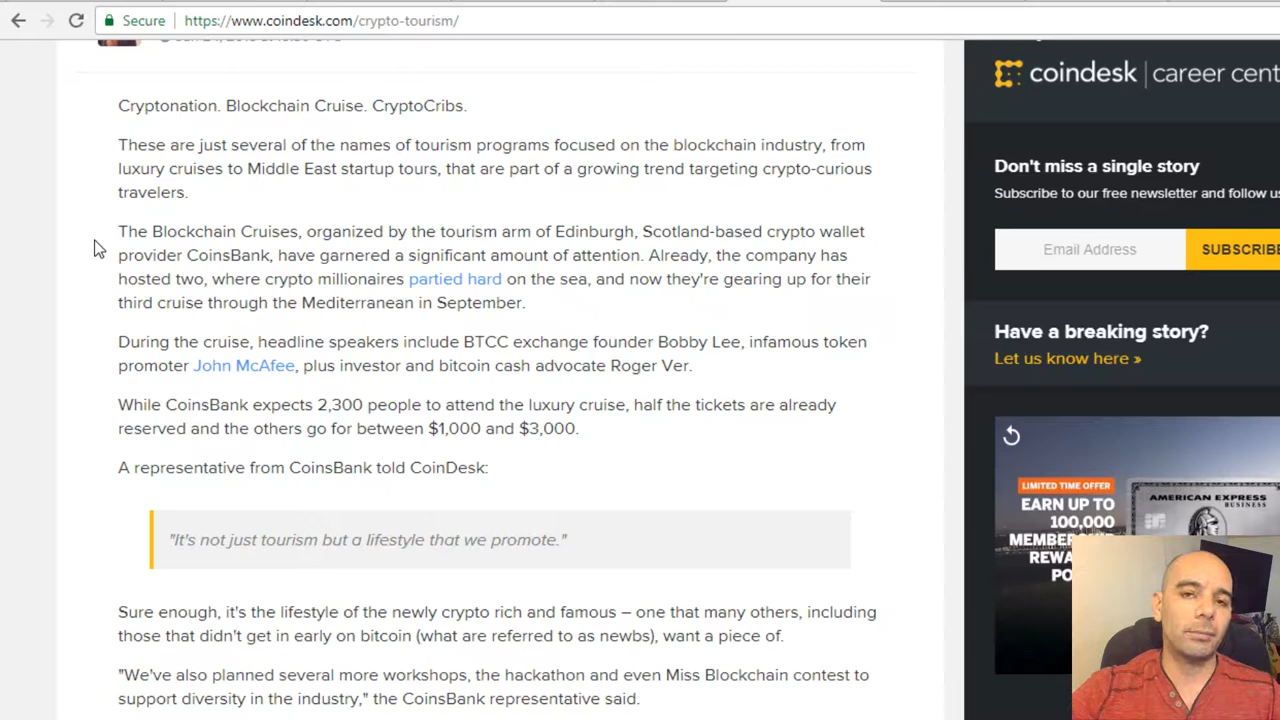 Secure
https://www.coindesk.com/crypto-tourism/
coindesk
Cryptonation. Blockchain Cruise. CryptoCribs.
These are just several of the names of tourism programs focused on the blockchain industry, from
luxury cruises to Middle East startup tours, that are part of a growing trend targeting crypto-curious
travelers.
The Blockchain Cruises, organized by the tourism arm of Edinburgh, Scotland-based crypto wallet
provider CoinsBank, have garnered a significant amount of attention. Already, the company has
hosted two, where crypto millionaires partied hard on the sea, and now they're gearing up for their
third cruise through the Mediterranean in September.
During the cruise, headline speakers include BTCC exchange founder Bobby Lee, infamous token
promoter John McAfee, plus investor and bitcoin cash advocate Roger Ver.
While CoinsBank expects 2,300 people to attend the luxury cruise, half the tickets are already
reserved and the others go for between $1,000 and $3,000.
A representative from CoinsBank told CoinDesk:
"It's not just tourism but a lifestyle that we promote."
Sure enough, it's the lifestyle of the newly crypto rich and famous – one that many others, including
those that didn't get in early on bitcoin (what are referred to as newbs), want a piece of.
"We've also planned several more workshops, the hackathon and even Miss Blockchain contest to
support diversity in the industry," the CoinsBank representative said.
career cent
Don't miss a single story
Subscribe to our free newsletter and follow us
Email Address
SUBSCRIBE
Have a breaking story?
Let us know here »
LIMITED TIME OFFER
EARN UP TO
100,000
AMERICAN EXPRESS
BUSINESS